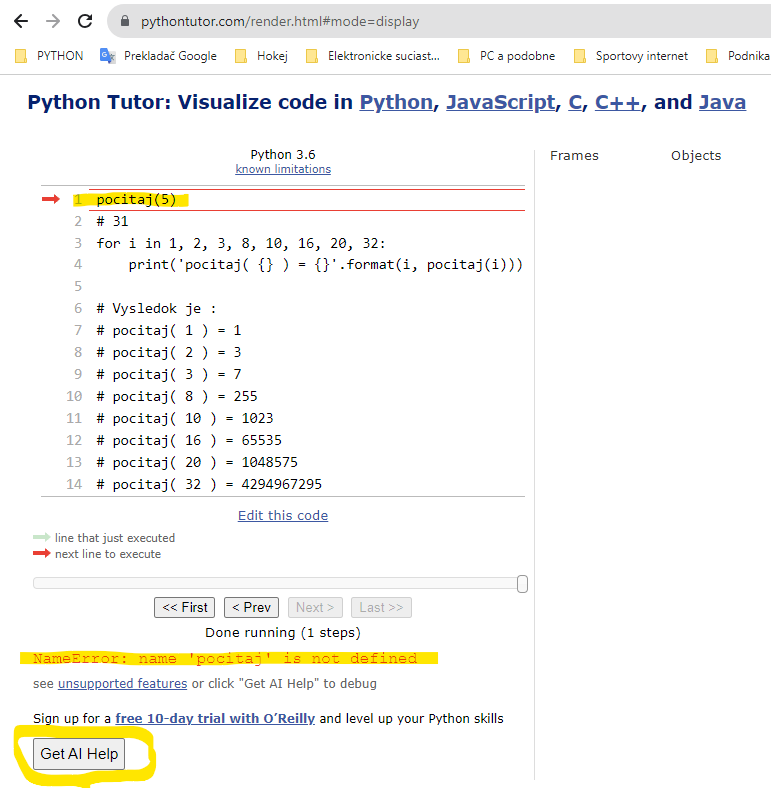 pythontutor.com/render.html#mode=display
PYTHON Prekladač Google Hokej Elektronicke suciast... PC a podobne Sportovy internet Podnika
Python Tutor: Visualize code in Python, JavaScript, C, C++, and Java
Python 3.6
known limitations
Frames Objects
1 pocitaj(5)
2 # 31
3 for i in 1, 2, 3, 8, 10, 16, 20, 32:
4     print('pocitaj( {} ) = {}'.format(i, pocitaj(i)))
5
6 # Vysledok je :
7 # pocitaj( 1 ) = 1
8 # pocitaj( 2 ) = 3
9 # pocitaj( 3 ) = 7
10 # pocitaj( 8 ) = 255
11 # pocitaj( 10 ) = 1023
12 # pocitaj( 16 ) = 65535
13 # pocitaj( 20 ) = 1048575
14 # pocitaj( 32 ) = 4294967295
Edit this code
line that just executed
next line to execute
<< First < Prev Next > Last >>
Done running (1 steps)
NameError: name 'pocitaj' is not defined
see unsupported features or click "Get AI Help" to debug
Sign up for a free 10-day trial with O’Reilly and level up your Python skills
Get AI Help